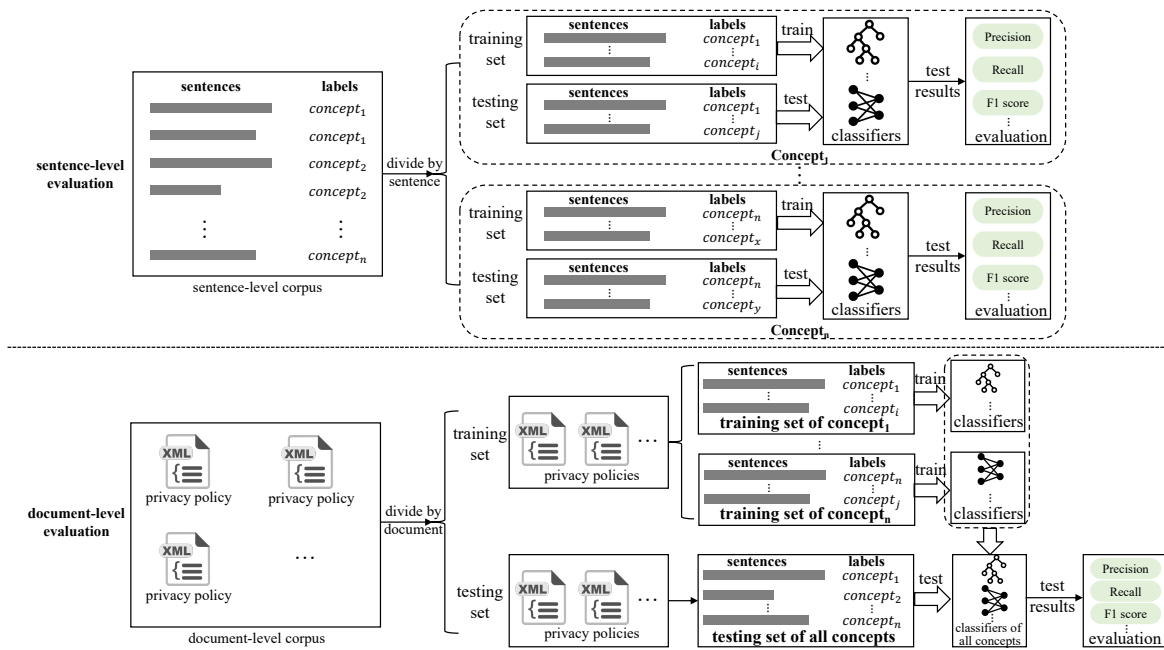 sentence-level
evaluation
sentences labels
concept₁
concept₁
concept₂
concept₂
⋮ ⋮
conceptₙ
sentence-level corpus
divide by
sentence
training
set
sentences labels
concept₁
⋮ ⋮
conceptᵢ
train
testing
set
sentences labels
concept₁
⋮ ⋮
conceptⱼ
test
⋮
classifiers
test
results
Precision
Recall
F1 score
⋮
evaluation
Concept₁
⋮
training
set
sentences labels
conceptₙ
⋮ ⋮
conceptₓ
train
testing
set
sentences labels
conceptₙ
⋮ ⋮
concept_y
test
⋮
classifiers
test
results
Precision
Recall
F1 score
⋮
evaluation
Conceptₙ
document-level
evaluation
XML
privacy policy
XML
privacy policy
XML
privacy policy
...
document-level corpus
divide by
document
training
set
XML XML ...
privacy policies
sentences labels
concept₁
⋮ ⋮
conceptᵢ
training set of concept₁
train
⋮
classifiers
⋮
sentences labels
conceptₙ
⋮ ⋮
conceptⱼ
training set of conceptₙ
train
⋮
classifiers
testing
set
XML XML ...
privacy policies
sentences labels
concept₁
concept₂
⋮ ⋮
conceptₙ
testing set of all concepts
test
⋮
classifiers of
all concepts
test
results
Precision
Recall
F1 score
⋮
evaluation